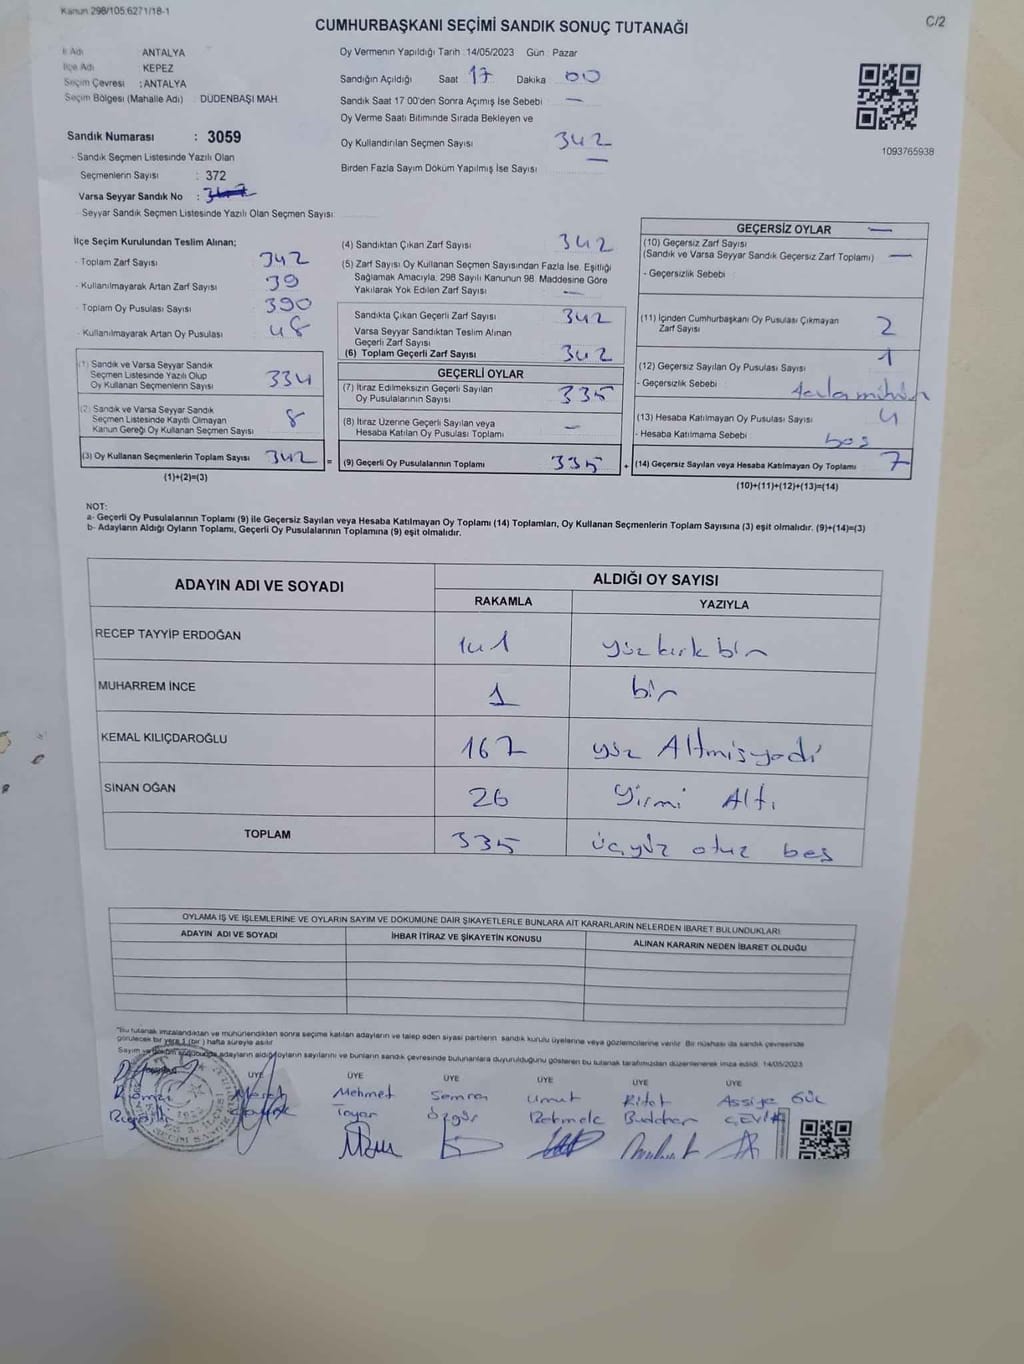 Kanun 298/105.6271/18-1
C/2
CUMHURBAŞKANI SEÇİMİ SANDIK SONUÇ TUTANAĞI
İl Adı ANTALYA
İlçe Adı KEPEZ
Seçim Çevresi : ANTALYA
Seçim Bölgesi (Mahalle Adı) DÜDENBAŞI MAH
Oy Vermenin Yapıldığı Tarih 14/05/2023 Gün Pazar
Sandığın Açıldığı Saat 17 Dakika 00
Sandık Saat 17 00'den Sonra Açımış İse Sebebi —
Oy Verme Saati Bitiminde Sırada Bekleyen ve
Oy Kullandırılan Seçmen Sayısı 342
Birden Fazla Sayım Döküm Yapılmış İse Sayısı —
1093765938
Sandık Numarası : 3059
- Sandık Seçmen Listesinde Yazılı Olan
Seçmenlerin Sayısı : 372
Varsa Seyyar Sandık No :
- Seyyar Sandık Seçmen Listesinde Yazılı Olan Seçmen Sayısı
İlçe Seçim Kurulundan Teslim Alınan;
- Toplam Zarf Sayısı 342
- Kullanılmayarak Artan Zarf Sayısı 39
- Toplam Oy Pusulası Sayısı 390
- Kullanılmayarak Artan Oy Pusulası 48
(1) Sandık ve Varsa Seyyar Sandık
Seçmen Listesinde Yazılı Olup
Oy Kullanan Seçmenlerin Sayısı 334
(2) Sandık ve Varsa Seyyar Sandık
Seçmen Listesinde Kayıtlı Olmayan
Kanun Gereği Oy Kullanan Seçmen Sayısı 8
(3) Oy Kullanan Seçmenlerin Toplam Sayısı 342 =
(1)+(2)=(3)
(4) Sandıktan Çıkan Zarf Sayısı 342
(5) Zarf Sayısı Oy Kullanan Seçmen Sayısından Fazla İse, Eşitliği
Sağlamak Amacıyla, 298 Sayılı Kanunun 98 Maddesine Göre
Yakılarak Yok Edilen Zarf Sayısı —
Sandıkta Çıkan Geçerli Zarf Sayısı 342
Varsa Seyyar Sandıktan Teslim Alınan
Geçerli Zarf Sayısı
(6) Toplam Geçerli Zarf Sayısı 342
GEÇERLİ OYLAR
(7) İtiraz Edilmeksizin Geçerli Sayılan
Oy Pusulalarının Sayısı 335
(8) İtiraz Üzerine Geçerli Sayılan veya
Hesaba Katılan Oy Pusulası Toplamı —
(9) Geçerli Oy Pusulalarının Toplamı 335 +
GEÇERSİZ OYLAR —
(10) Geçersiz Zarf Sayısı
(Sandık ve Varsa Seyyar Sandık Geçersiz Zarf Toplamı) —
- Geçersizlik Sebebi
(11) İçinden Cumhurbaşkanı Oy Pusulası Çıkmayan
Zarf Sayısı 2
(12) Geçersiz Sayılan Oy Pusulası Sayısı 1
- Geçersizlik Sebebi
(13) Hesaba Katılmayan Oy Pusulası Sayısı 4
- Hesaba Katılmama Sebebi boş
(14) Geçersiz Sayılan veya Hesaba Katılmayan Oy Toplamı 7
(10)+(11)+(12)+(13)=(14)
NOT:
a- Geçerli Oy Pusulalarının Toplamı (9) ile Geçersiz Sayılan veya Hesaba Katılmayan Oy Toplamı (14) Toplamları, Oy Kullanan Seçmenlerin Toplam Sayısına (3) eşit olmalıdır. (9)+(14)=(3)
b- Adayların Aldığı Oyların Toplamı, Geçerli Oy Pusulalarının Toplamına (9) eşit olmalıdır.
ADAYIN ADI VE SOYADI ALDIĞI OY SAYISI
RAKAMLA YAZIYLA
RECEP TAYYİP ERDOĞAN 141 yüz kırk bir
MUHARREM İNCE 1 bir
KEMAL KILIÇDAROĞLU 167 yüz Altmışyedi
SİNAN OĞAN 26 Yirmi Altı
TOPLAM 335 üçyüz otuz beş
OYLAMA İŞ VE İŞLEMLERİNE VE OYLARIN SAYIM VE DÖKÜMÜNE DAİR ŞİKAYETLERLE BUNLARA AİT KARARLARIN NELERDEN İBARET BULUNDUKLARI
ADAYIN ADI VE SOYADI İHBAR İTİRAZ VE ŞİKAYETİN KONUSU ALINAN KARARIN NEDEN İBARET OLDUĞU
"Bu tutanak imzalandıktan ve mühürlendikten sonra seçime katılan adayların ve talep eden siyasi partilerin sandık kurulu üyelerine veya gözlemcilerine verilir. Bir nüshası da sandık çevresinde
görülecek bir yere 1 (bir) hafta süreyle asılır
Sayım ve döküm sonucunda adayların aldığı oyların sayılarını ve bunların sandık çevresinde bulunanlara duyurulduğunu gösteren bu tutanak tarafımızdan düzenlenerek imza edildi. 14/05/2023
ÜYE ÜYE ÜYE ÜYE ÜYE ÜYE
Mehmet Semra Umut Assiye Güç
Tayar Özgür ÇEVİK